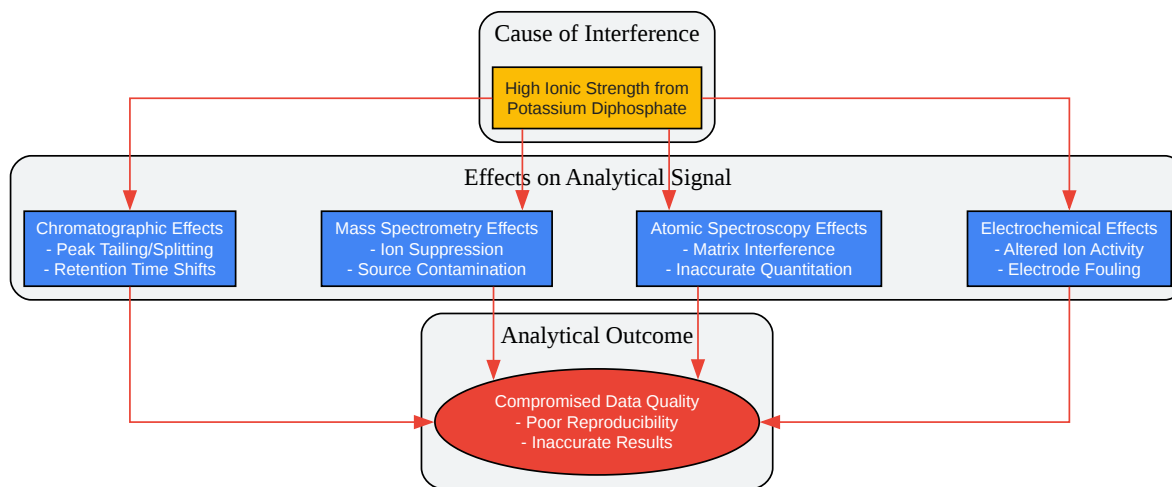 Cause of Interference
High Ionic Strength from
Potassium Diphosphate
Effects on Analytical Signal
Chromatographic Effects
- Peak Tailing/Splitting
- Retention Time Shifts
Mass Spectrometry Effects
- Ion Suppression
- Source Contamination
Atomic Spectroscopy Effects
- Matrix Interference
- Inaccurate Quantitation
Electrochemical Effects
- Altered Ion Activity
- Electrode Fouling
Analytical Outcome
Compromised Data Quality
- Poor Reproducibility
- Inaccurate Results